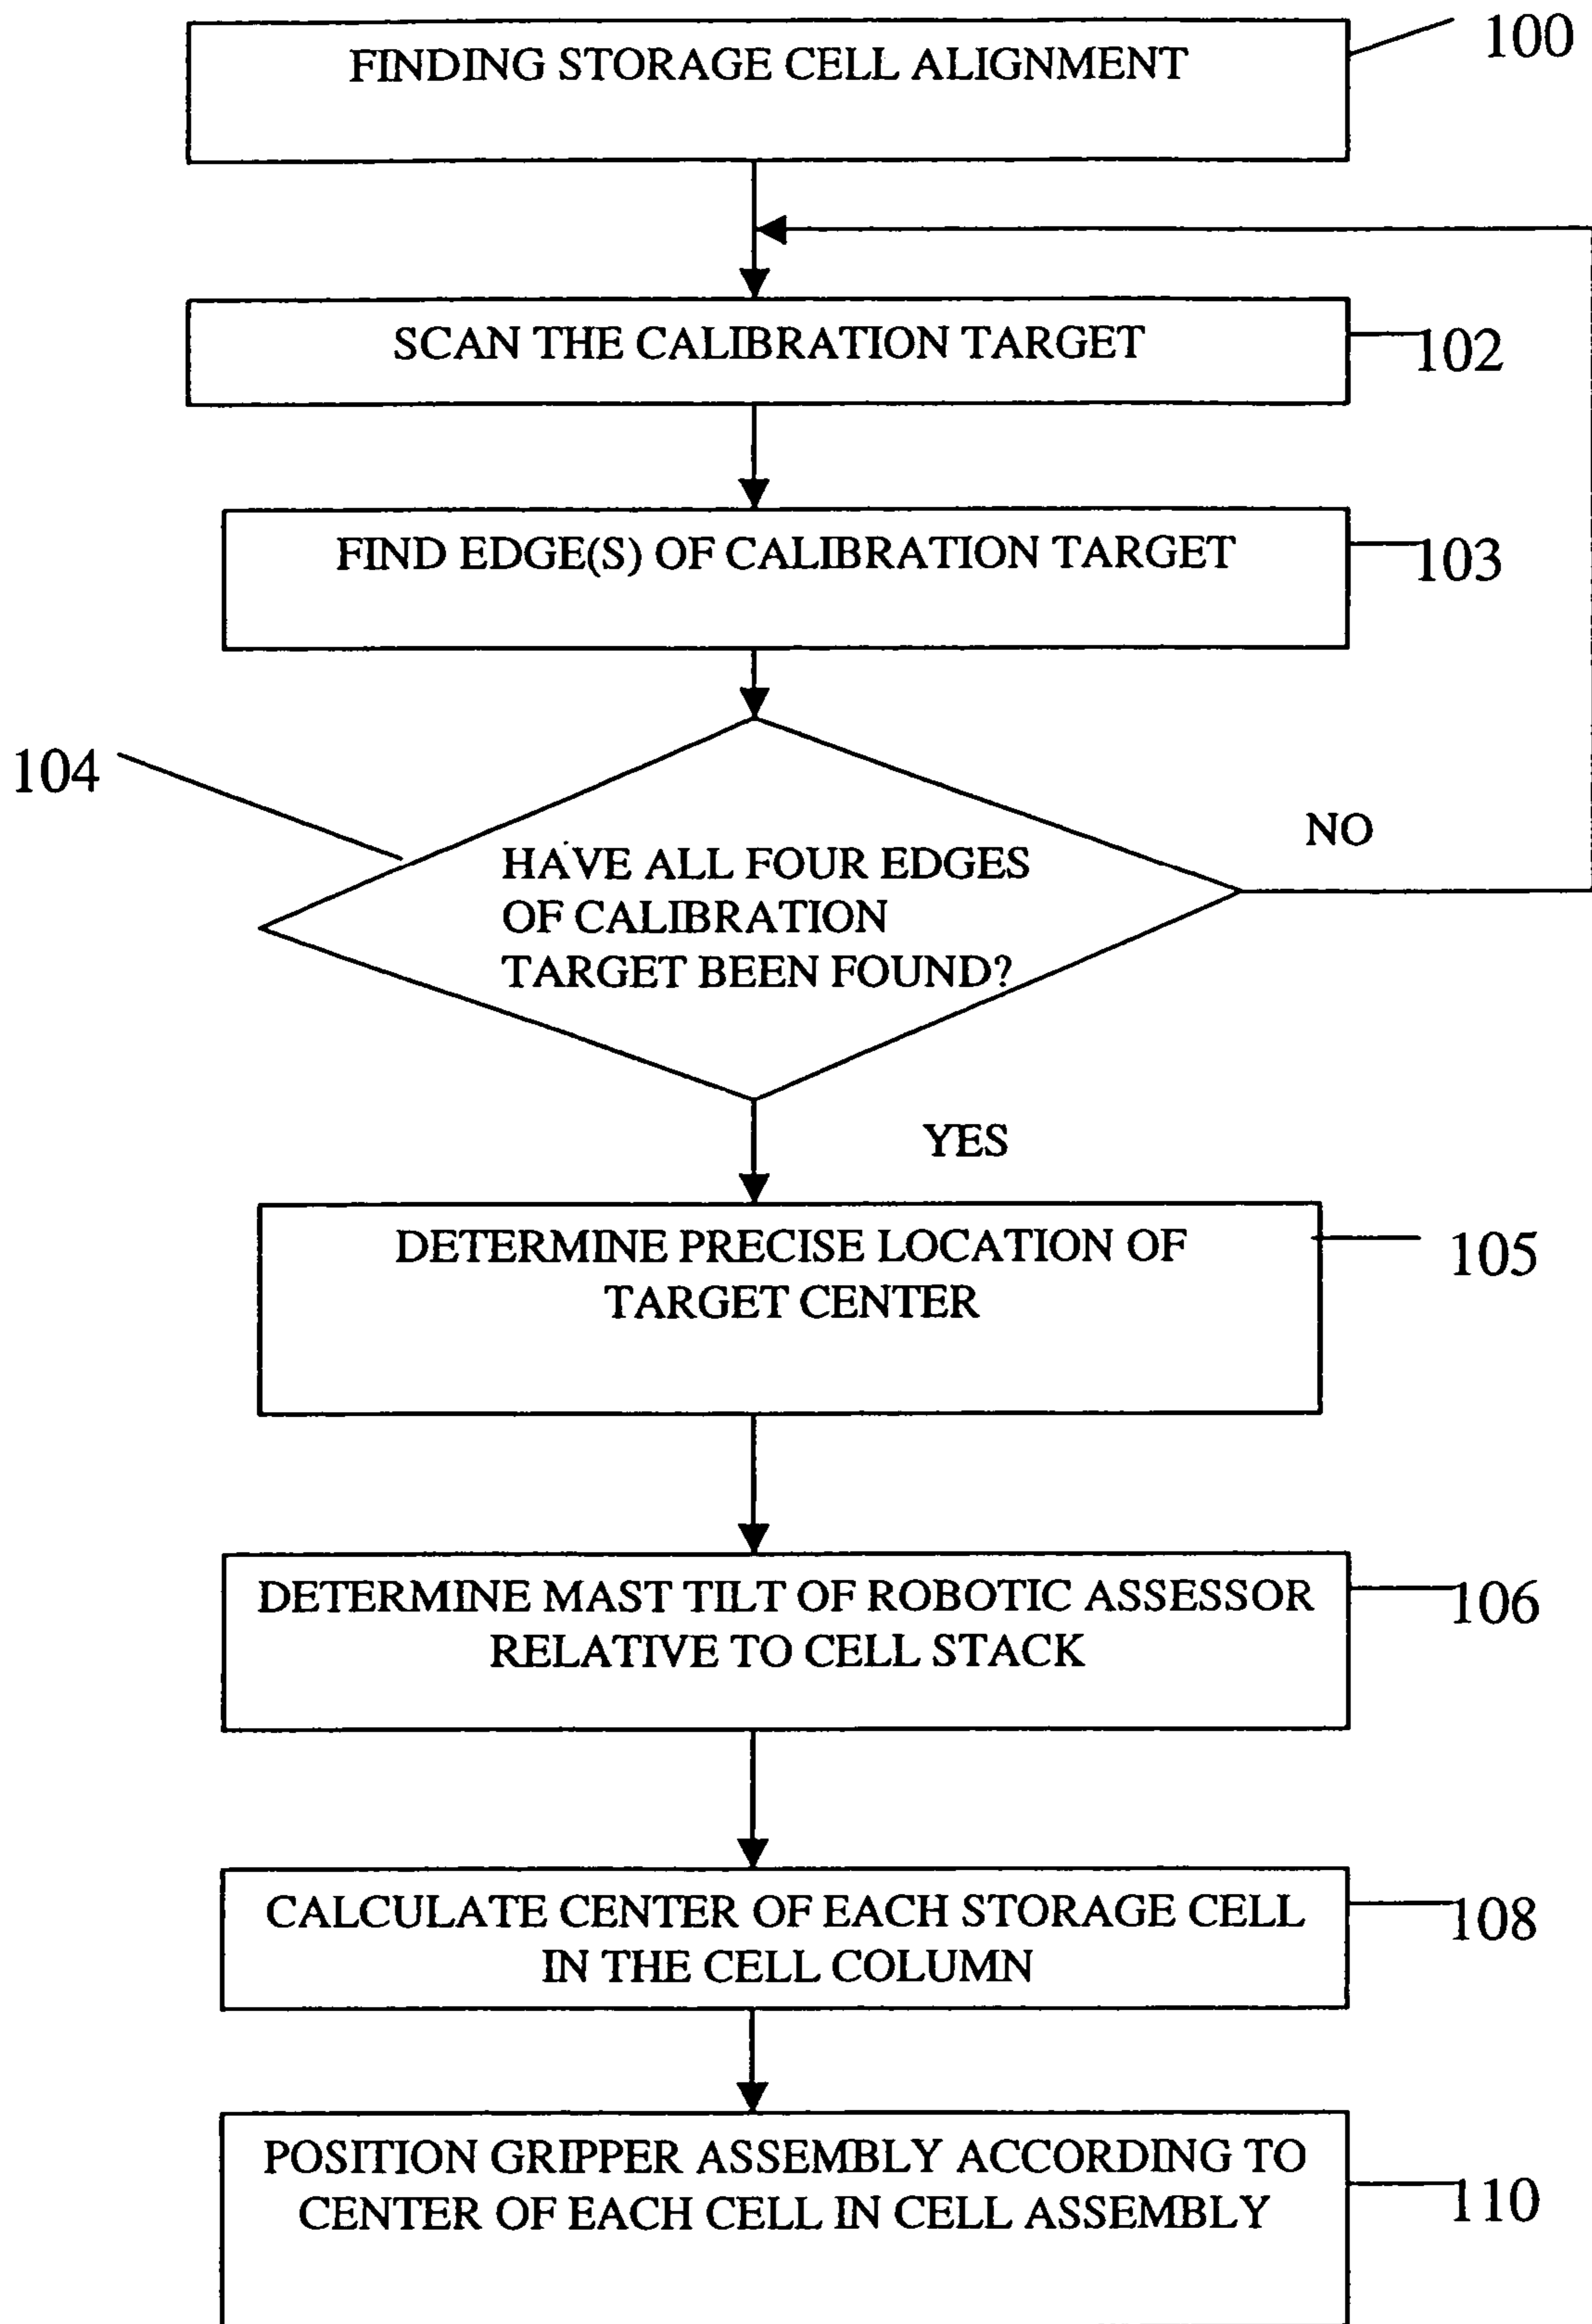 FINDING STORAGE CELL ALIGNMENT
100
SCAN THE CALIBRATION TARGET
102
FIND EDGE(S) OF CALIBRATION TARGET
103
104
HAVE ALL FOUR EDGES
OF CALIBRATION
TARGET BEEN FOUND?
NO
YES
DETERMINE PRECISE LOCATION OF
TARGET CENTER
105
DETERMINE MAST TILT OF ROBOTIC ASSESSOR
RELATIVE TO CELL STACK
106
CALCULATE CENTER OF EACH STORAGE CELL
IN THE CELL COLUMN
108
POSITION GRIPPER ASSEMBLY ACCORDING TO
CENTER OF EACH CELL IN CELL ASSEMBLY
110